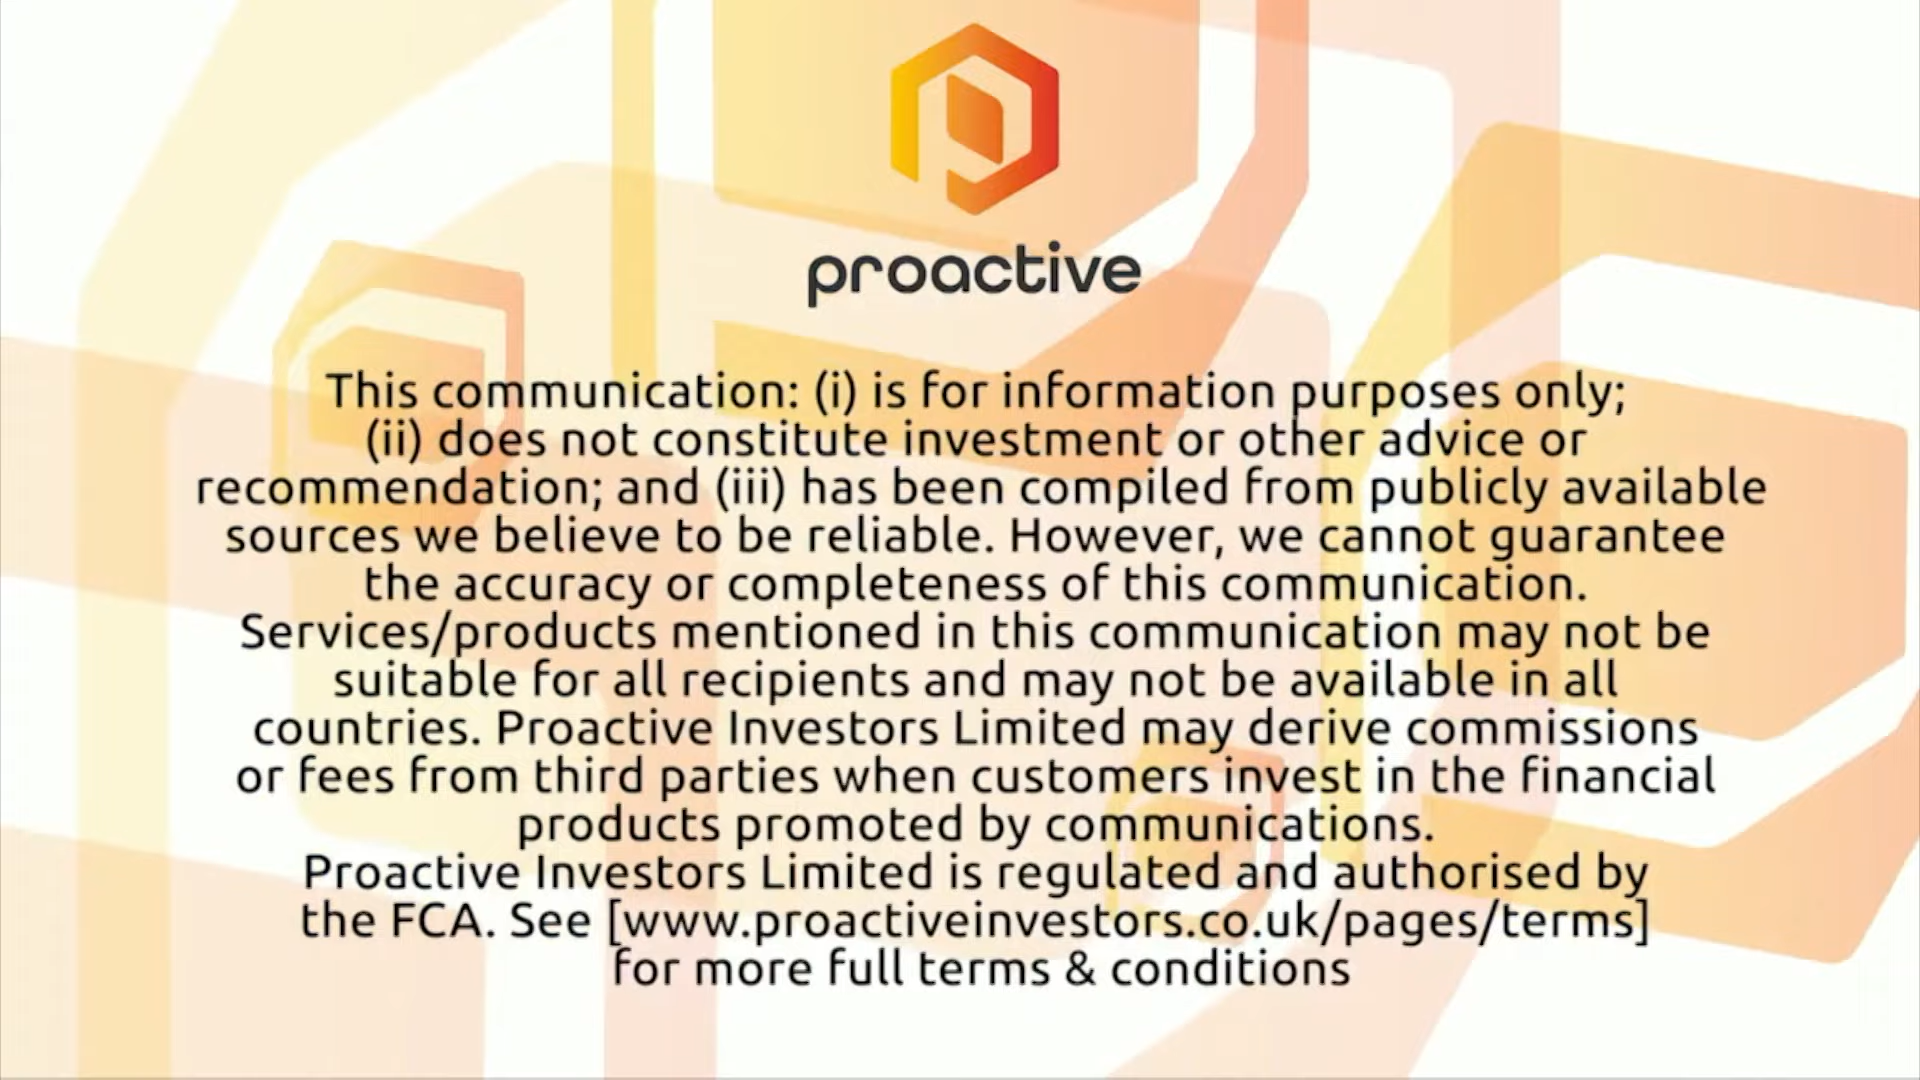 proactive
This communication: (i) is for information purposes only;
(ii) does not constitute investment or other advice or
recommendation; and (iii) has been compiled from publicly available
sources we believe to be reliable. However, we cannot guarantee
the accuracy or completeness of this communication.
Services/products mentioned in this communication may not be
suitable for all recipients and may not be available in all
countries. Proactive Investors Limited may derive commissions
or fees from third parties when customers invest in the financial
products promoted by communications.
Proactive Investors Limited is regulated and authorised by
the FCA. See [www.proactiveinvestors.co.uk/pages/terms]
for more full terms & conditions